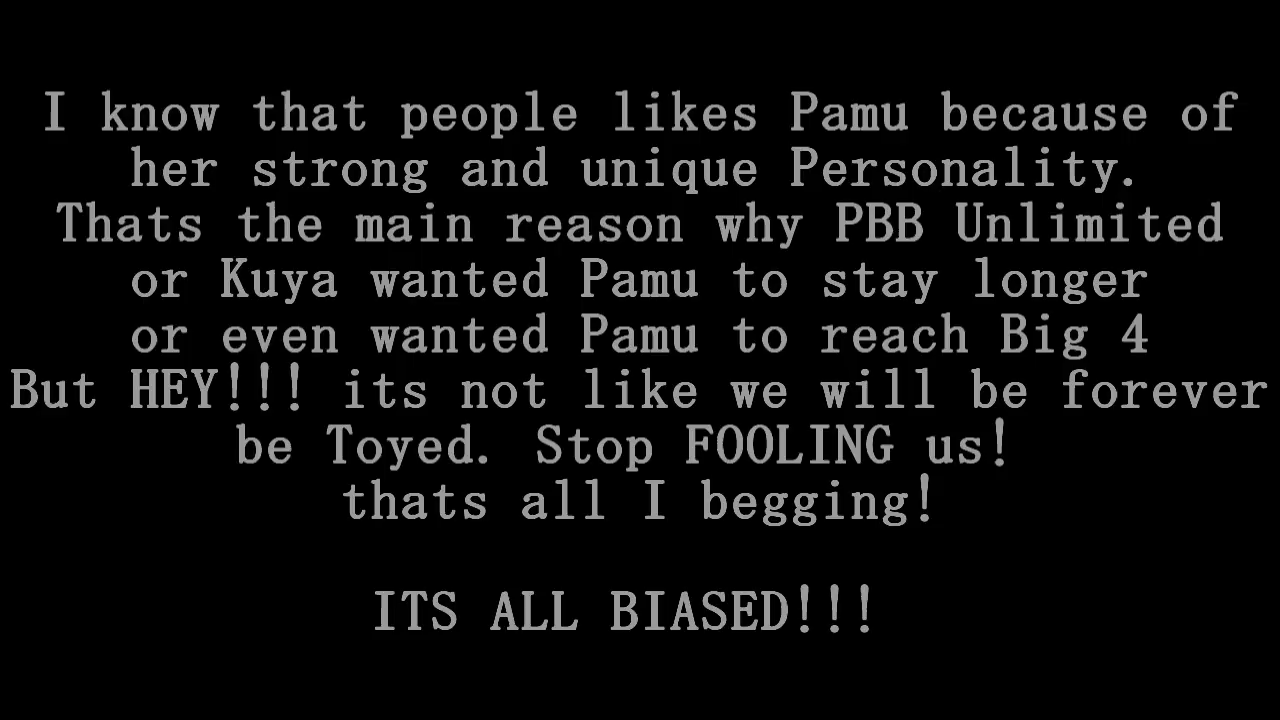 I know that people likes Pamu because of
her strong and unique Personality.
Thats the main reason why PBB Unlimited
or Kuya wanted Pamu to stay longer
or even wanted Pamu to reach Big 4
But HEY!!! its not like we will be forever
be Toyed. Stop FOOLING us!
thats all I begging!
ITS ALL BIASED!!!